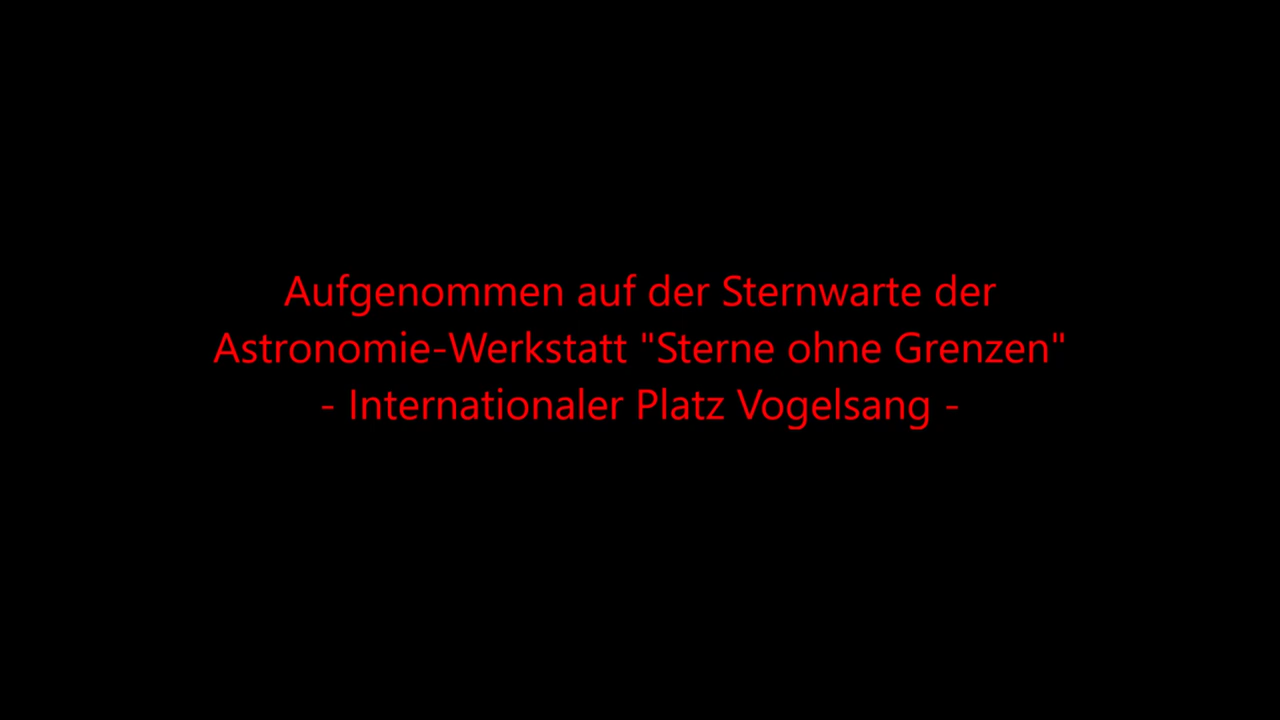 Aufgenommen auf der Sternwarte der
Astronomie-Werkstatt "Sterne ohne Grenzen"
- Internationaler Platz Vogelsang -